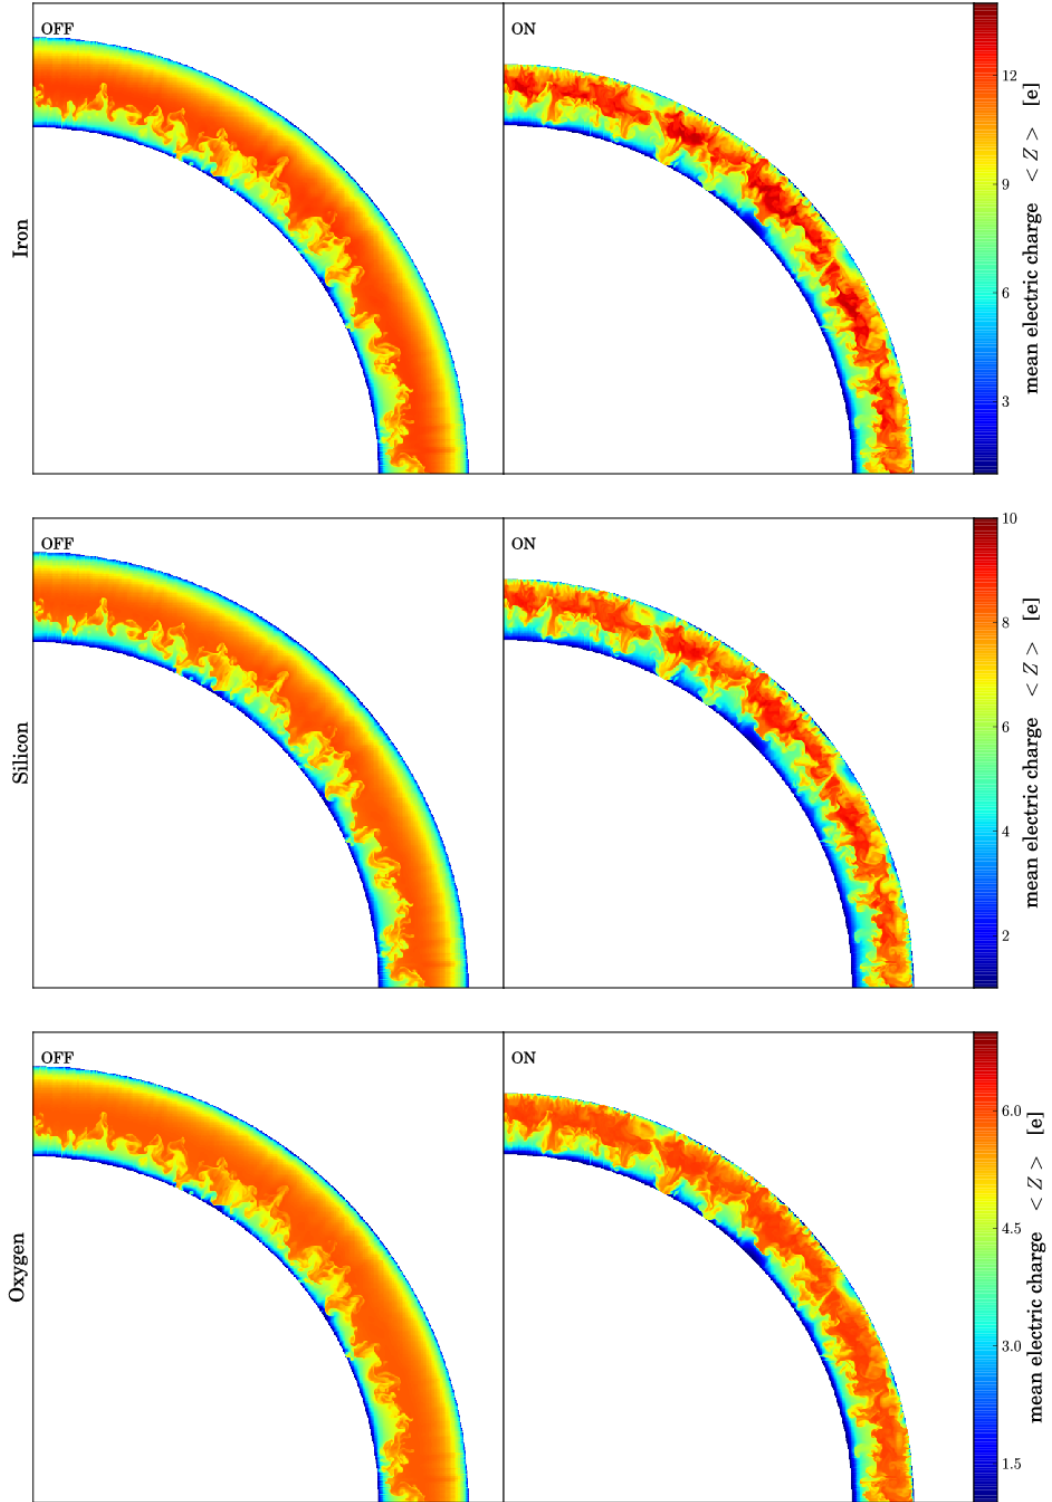 OFF
ON
Iron
12
9
6
3
mean electric charge < Z > [e]
OFF
ON
Silicon
10
8
6
4
2
mean electric charge < Z > [e]
OFF
ON
Oxygen
6.0
4.5
3.0
1.5
mean electric charge < Z > [e]